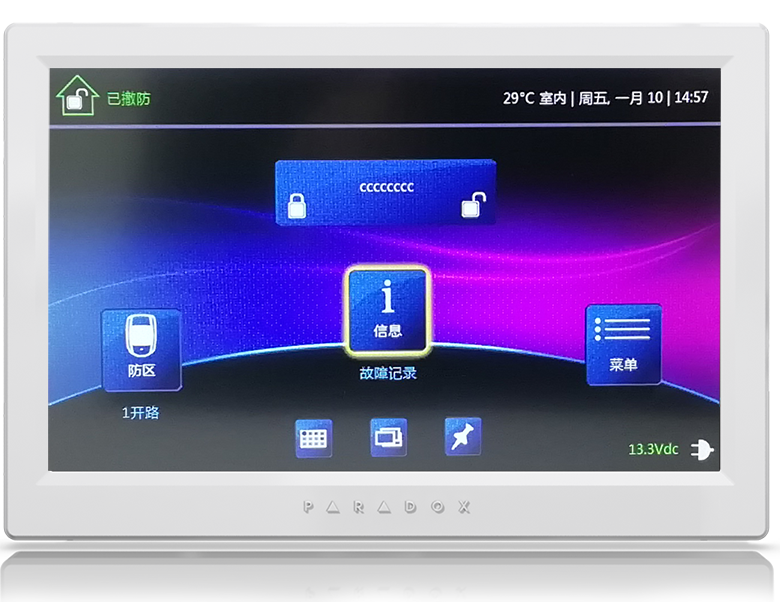 已撤防
29°C 室内 | 周五, 一月 10 | 14:57
cccccccc
i
信息
防区
菜单
故障记录
1开路
13.3Vdc
PARADOX